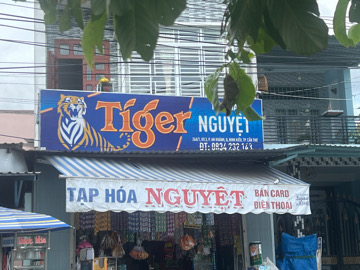 Tiger
NGUYỆT
ĐT: 0834 232 143
TẠP HÓA NGUYỆT BÁN CARD
ĐIỆN THOẠI